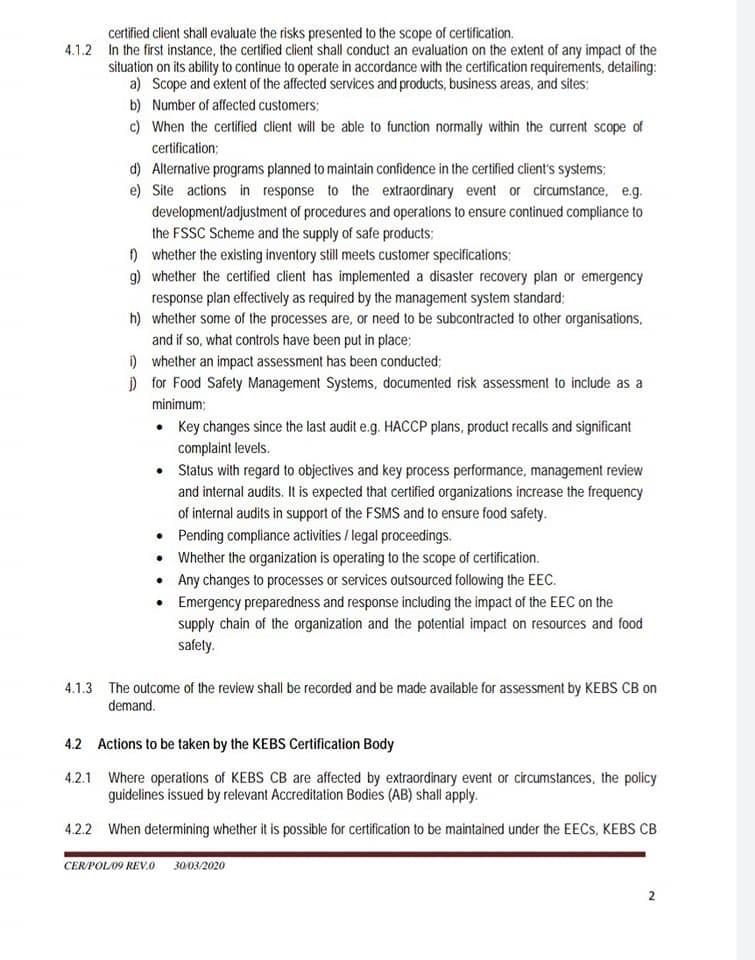 certified client shall evaluate the risks presented to the scope of certification.
4.1.2 In the first instance, the certified client shall conduct an evaluation on the extent of any impact of the
situation on its ability to continue to operate in accordance with the certification requirements, detailing:
a) Scope and extent of the affected services and products, business areas, and sites;
b) Number of affected customers;
c) When the certified client will be able to function normally within the current scope of
certification;
d) Alternative programs planned to maintain confidence in the certified client's systems;
e) Site actions in response to the extraordinary event or circumstance, e.g.
development/adjustment of procedures and operations to ensure continued compliance to
the FSSC Scheme and the supply of safe products;
f) whether the existing inventory still meets customer specifications;
g) whether the certified client has implemented a disaster recovery plan or emergency
response plan effectively as required by the management system standard;
h) whether some of the processes are, or need to be subcontracted to other organisations,
and if so, what controls have been put in place;
i) whether an impact assessment has been conducted;
j) for Food Safety Management Systems, documented risk assessment to include as a
minimum;
• Key changes since the last audit e.g. HACCP plans, product recalls and significant
complaint levels.
• Status with regard to objectives and key process performance, management review
and internal audits. It is expected that certified organizations increase the frequency
of internal audits in support of the FSMS and to ensure food safety.
• Pending compliance activities / legal proceedings.
• Whether the organization is operating to the scope of certification.
• Any changes to processes or services outsourced following the EEC.
• Emergency preparedness and response including the impact of the EEC on the
supply chain of the organization and the potential impact on resources and food
safety.
4.1.3 The outcome of the review shall be recorded and be made available for assessment by KEBS CB on
demand.
4.2 Actions to be taken by the KEBS Certification Body
4.2.1 Where operations of KEBS CB are affected by extraordinary event or circumstances, the policy
guidelines issued by relevant Accreditation Bodies (AB) shall apply.
4.2.2 When determining whether it is possible for certification to be maintained under the EECs, KEBS CB
CER/POL/09 REV.0 30/03/2020
2